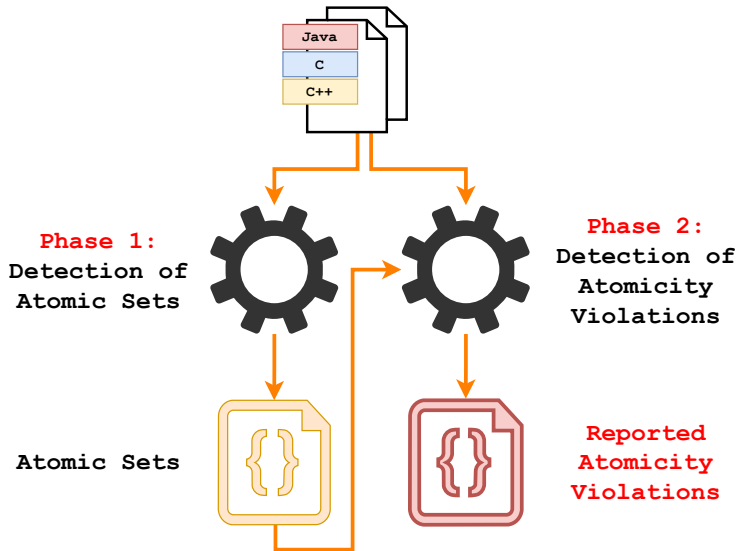 Java
C
C++
Phase 1:
Detection of
Atomic Sets
Phase 2:
Detection of
Atomicity
Violations
Atomic Sets
{}
{}
Reported
Atomicity
Violations